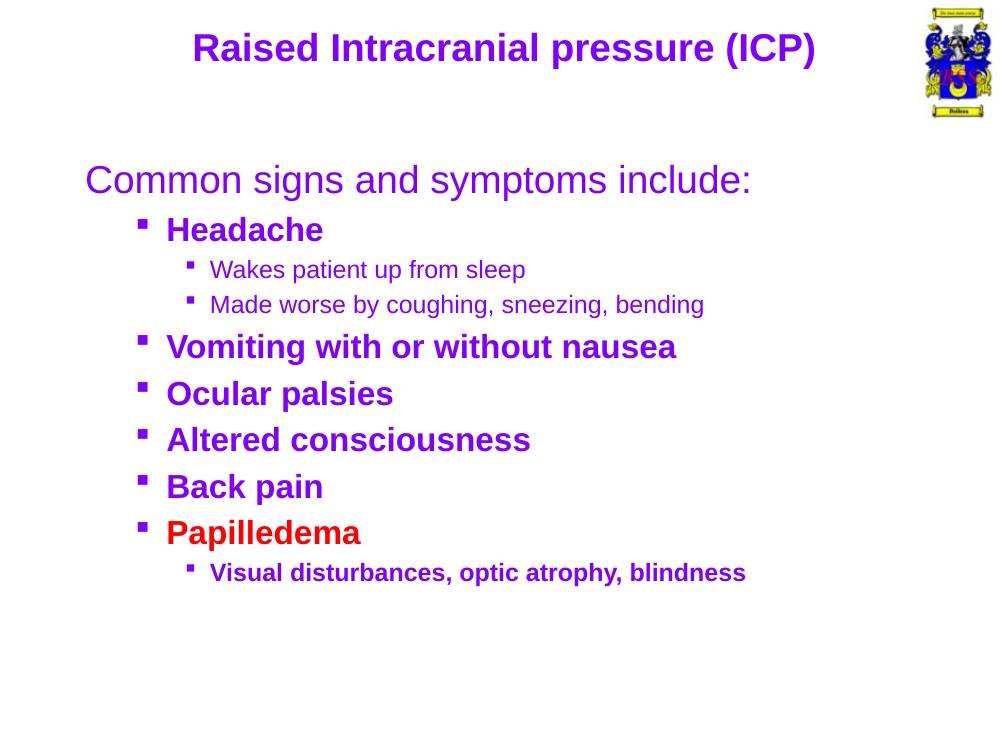 Raised Intracranial pressure (ICP)
Common signs and symptoms include:
Headache
Wakes patient up from sleep
Made worse by coughing, sneezing, bending
Vomiting with or without nausea
Ocular palsies
Altered consciousness
Back pain
Papilledema
Visual disturbances, optic atrophy, blindness